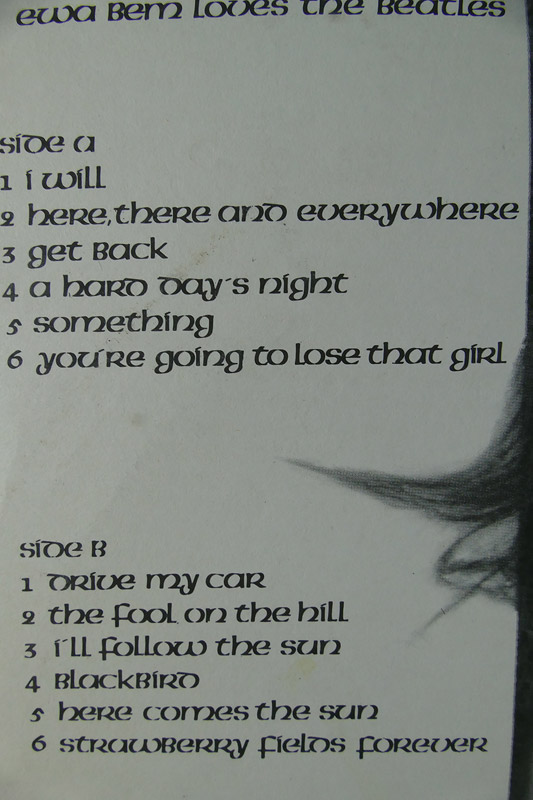 ewa Bem loves the Beatles
side a
1 i will
2 here, there and everywhere
3 get Back
4 a hard day's night
5 something
6 you're going to lose that girl
side B
1 drive my car
2 the fool on the hill
3 i'll follow the sun
4 BlackBird
5 here comes the sun
6 strawBerry fields forever